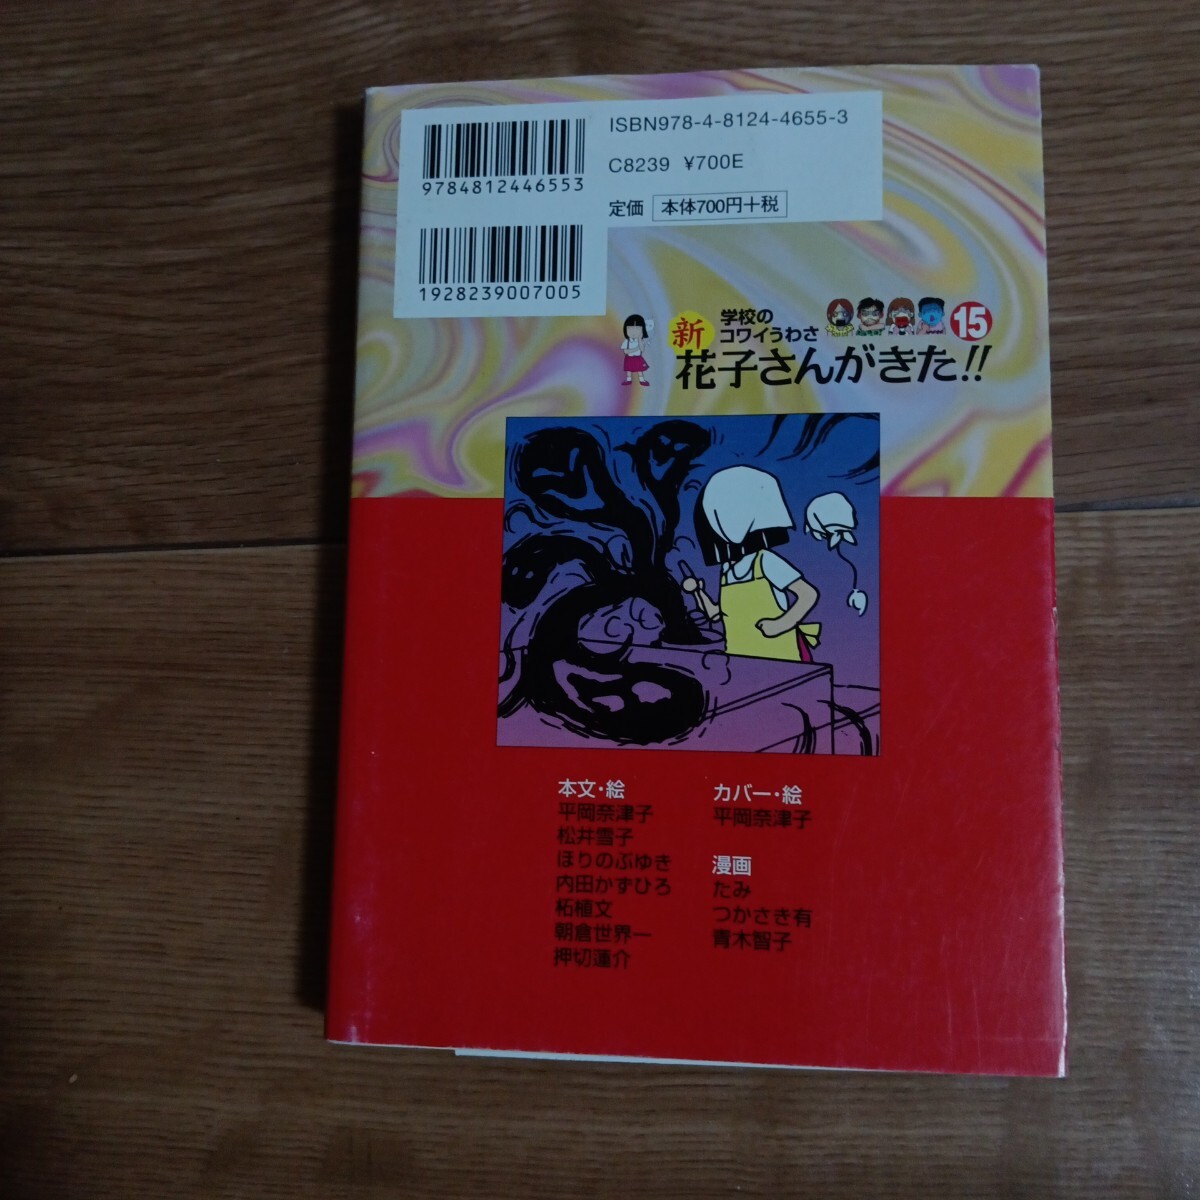 ISBN978-4-8124-4655-3
C8239 ¥700E
定価 本体700円+税
9784812446553
1928239007005
新
学校の
コワイうわさ
15
花子さんがきた!!
本文・絵
平岡奈津子
松井雪子
ほりのぶゆき
内田かずひろ
柘植文
朝倉世界一
押切蓮介
カバー・絵
平岡奈津子
漫画
たみ
つかさき有
青木智子